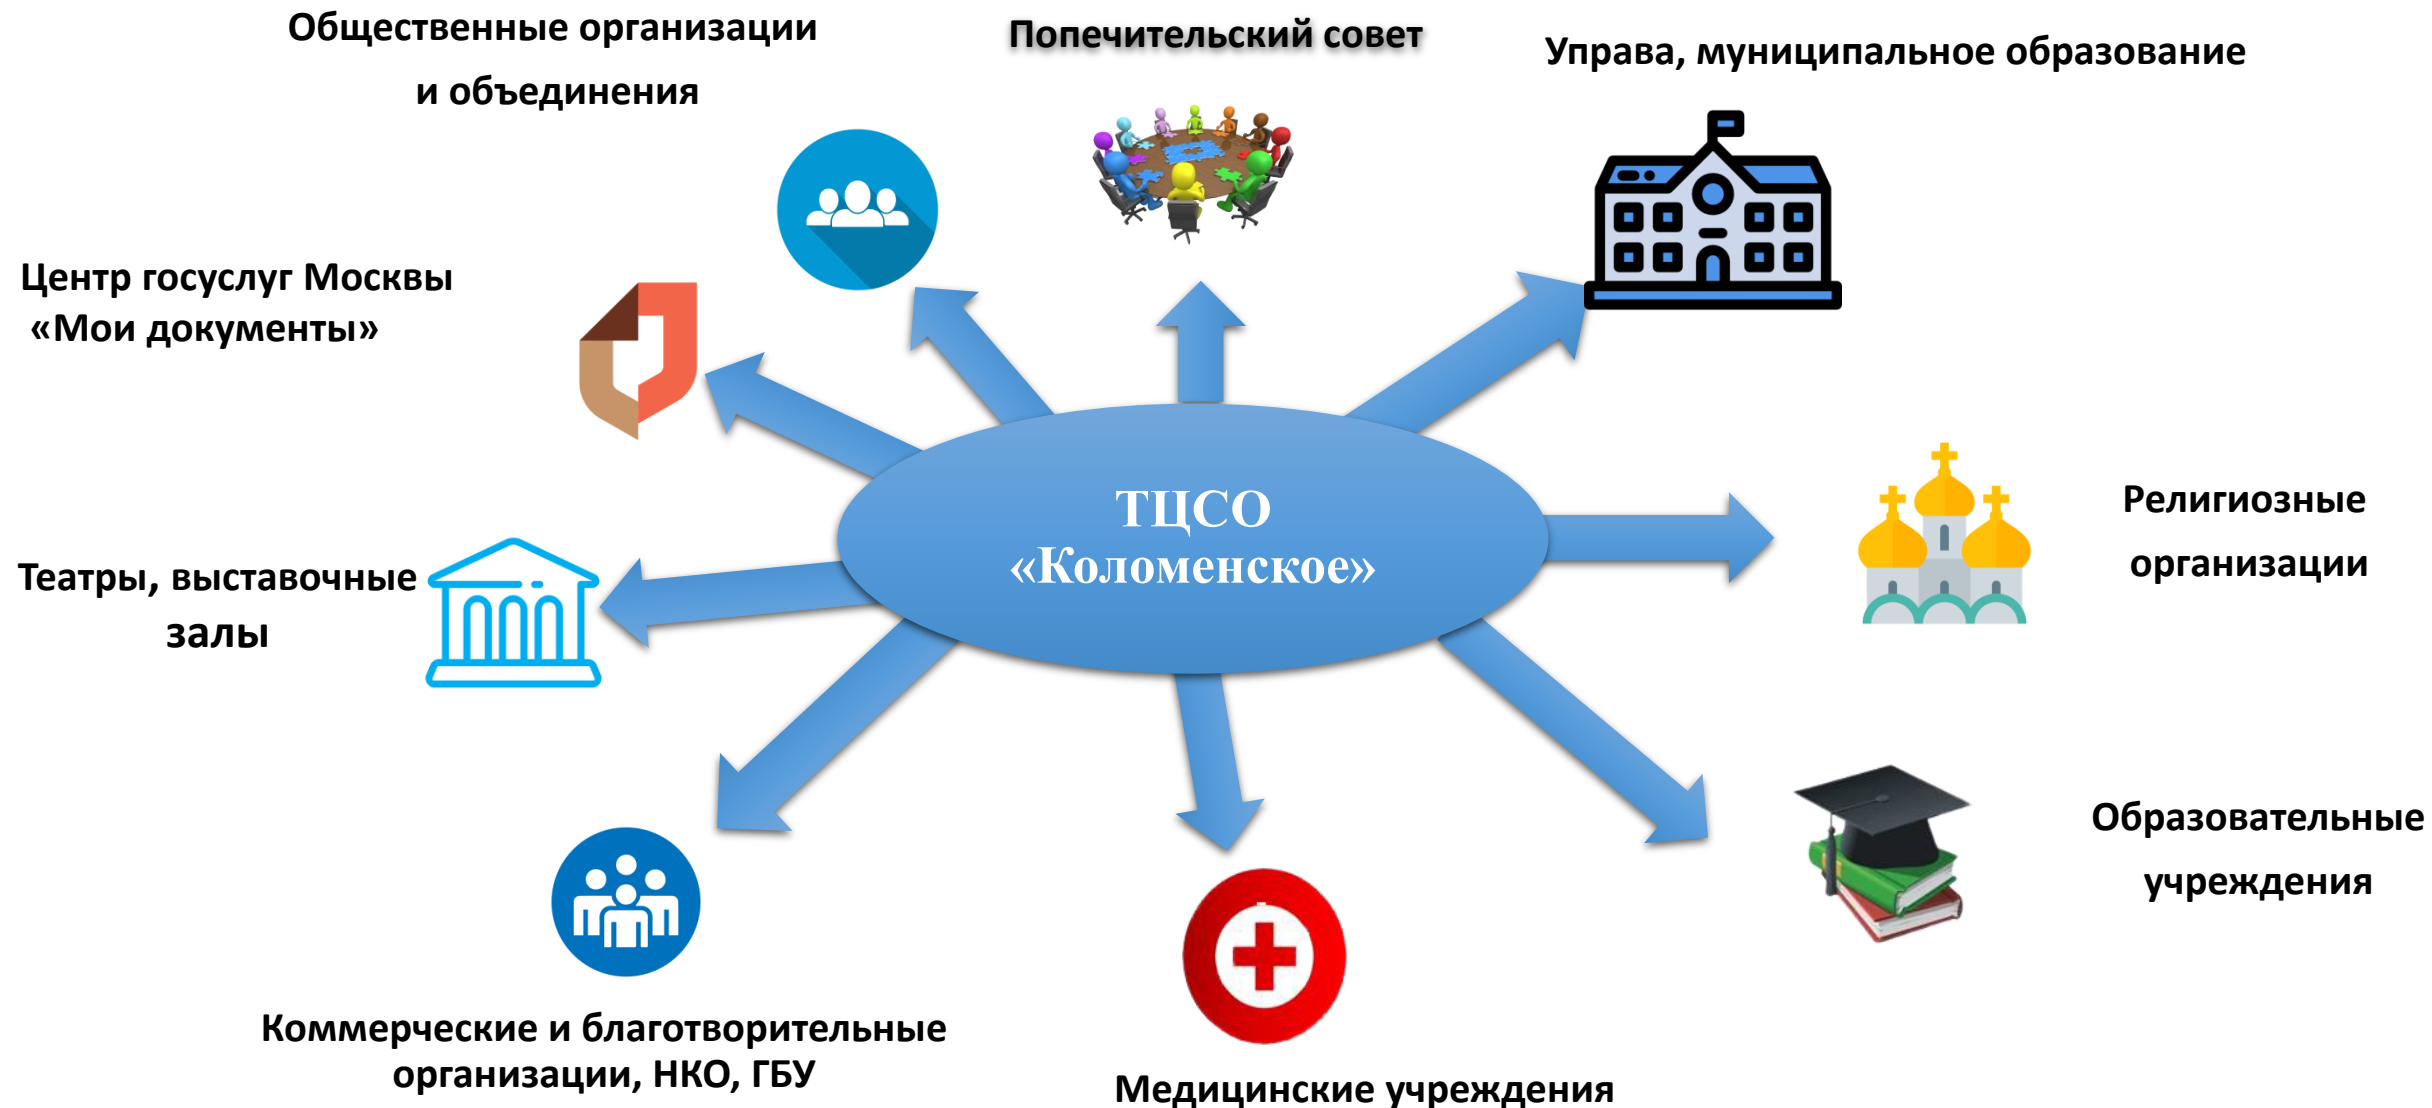 Общественные организации
и объединения
Попечительский совет
Управа, муниципальное образование
Центр госуслуг Москвы
«Мои документы»
ТЦСО
«Коломенское»
Религиозные
организации
Театры, выставочные
залы
Образовательные
учреждения
Коммерческие и благотворительные
организации, НКО, ГБУ
Медицинские учреждения